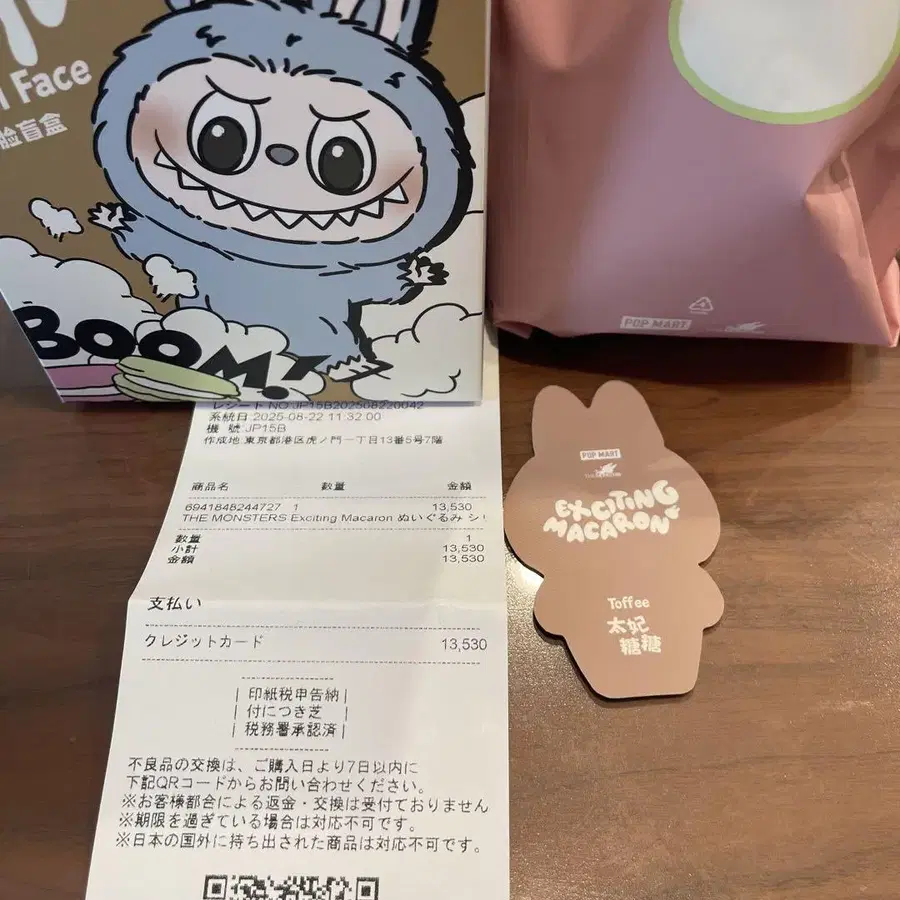 Face
脸盲盒
BOOM!
POP MART
レシート NO:JP15B202508220042
系統日:2025-08-22 11:32:00
機 號:JP15B
作成地:東京都港区虎ノ門一丁目13番5号7階
商品名 数量 金額
6941848244727 1 13,530
THE MONSTERS Exciting Macaron ぬいぐるみ シリ
数量 1
小計 13,530
金額 13,530
支払い
クレジットカード 13,530
印紙税申告納
付につき芝
税務署承認済
不良品の交換は、ご購入日より7日以内に
下記QRコードからお問い合わせください。
※お客様都合による返金・交換は受付ておりません
※期限を過ぎている場合は対応不可です。
※日本の国外に持ち出された商品は対応不可です。
POP MART
EXCITING
MACARON
Toffee
太妃
糖糖